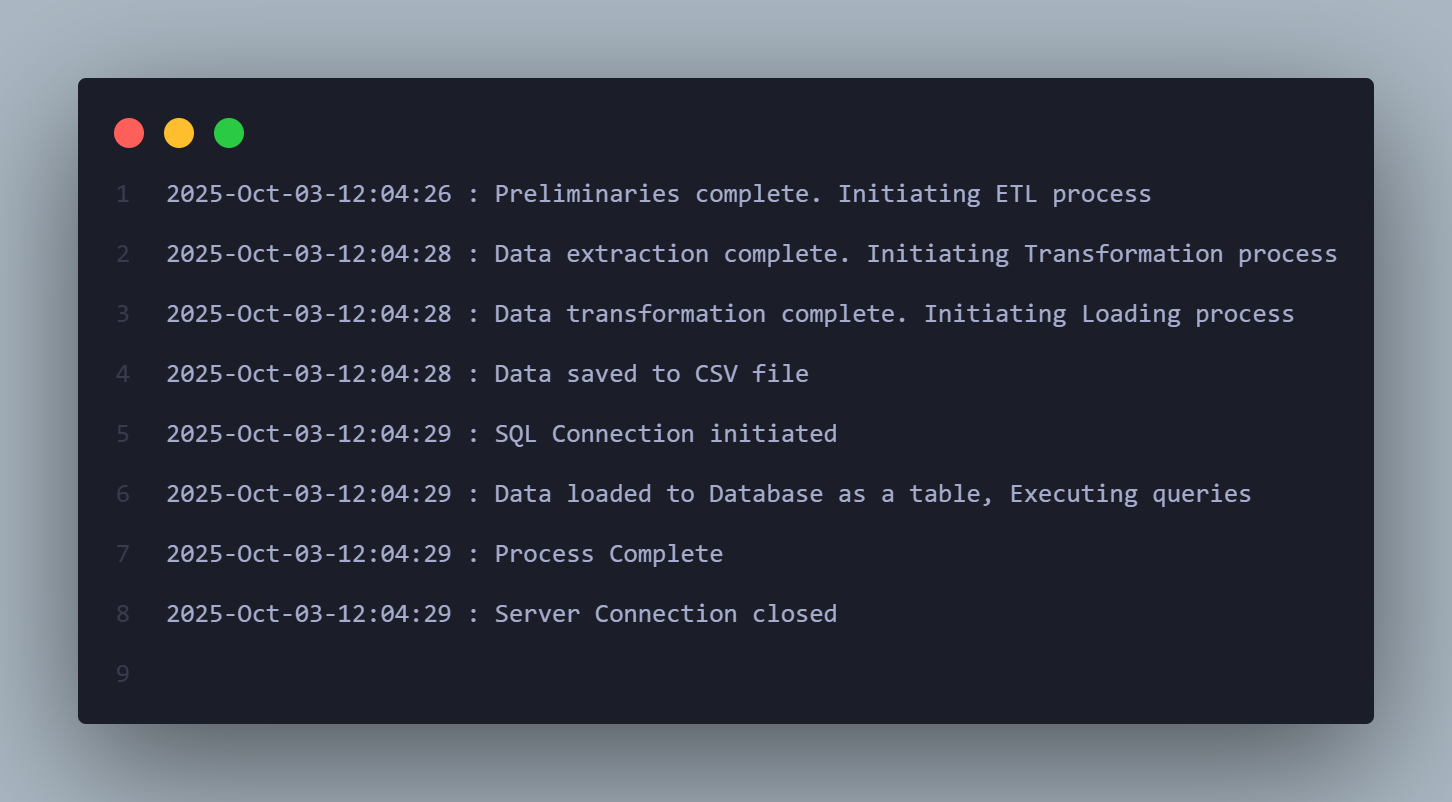 1 2025-Oct-03-12:04:26 : Preliminaries complete. Initiating ETL process
2 2025-Oct-03-12:04:28 : Data extraction complete. Initiating Transformation process
3 2025-Oct-03-12:04:28 : Data transformation complete. Initiating Loading process
4 2025-Oct-03-12:04:28 : Data saved to CSV file
5 2025-Oct-03-12:04:29 : SQL Connection initiated
6 2025-Oct-03-12:04:29 : Data loaded to Database as a table, Executing queries
7 2025-Oct-03-12:04:29 : Process Complete
8 2025-Oct-03-12:04:29 : Server Connection closed
9